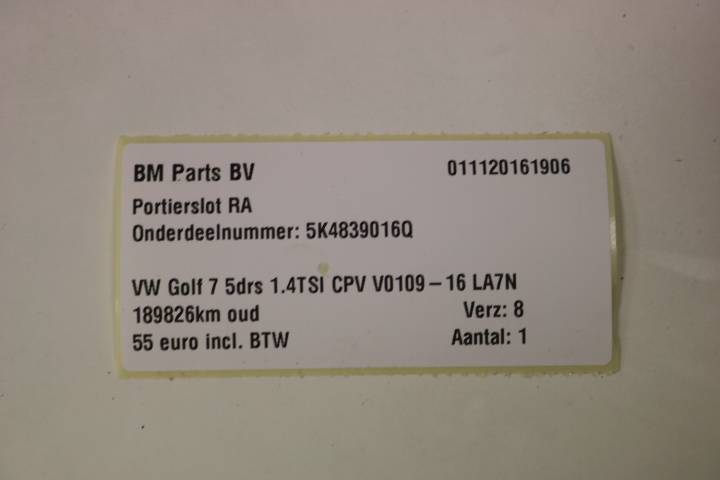 BM Parts BV 011120161906
Portierslot RA
Onderdeelnummer: 5K4839016Q
VW Golf 7 5drs 1.4TSI CPV V0109-16 LA7N
189826km oud Verz: 8
55 euro incl. BTW Aantal: 1